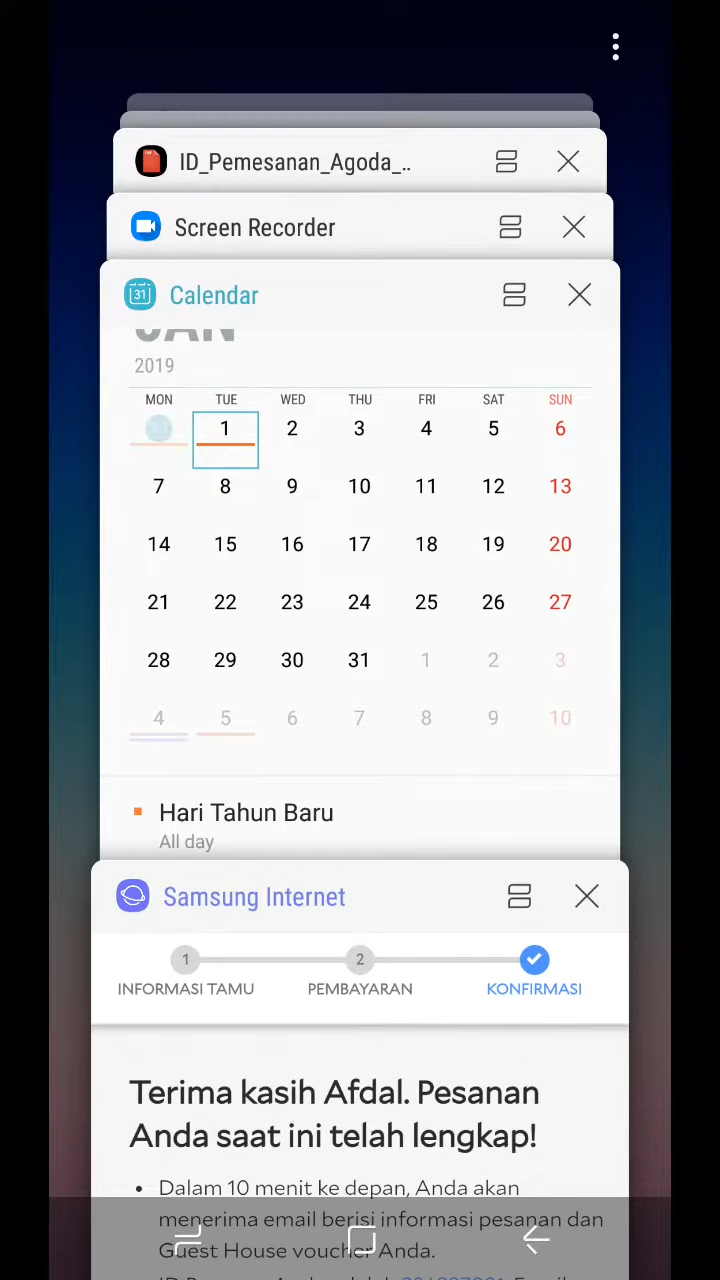 ID_Pemesanan_Agoda_..
Screen Recorder
31 Calendar
JAN
2019
MON TUE WED THU FRI SAT SUN
1 2 3 4 5 6
7 8 9 10 11 12 13
14 15 16 17 18 19 20
21 22 23 24 25 26 27
28 29 30 31 1 2 3
4 5 6 7 8 9 10
Hari Tahun Baru
All day
Samsung Internet
1 2
INFORMASI TAMU PEMBAYARAN KONFIRMASI
Terima kasih Afdal. Pesanan
Anda saat ini telah lengkap!
• Dalam 10 menit ke depan, Anda akan
menerima email berisi informasi pesanan dan
Guest House voucher Anda.